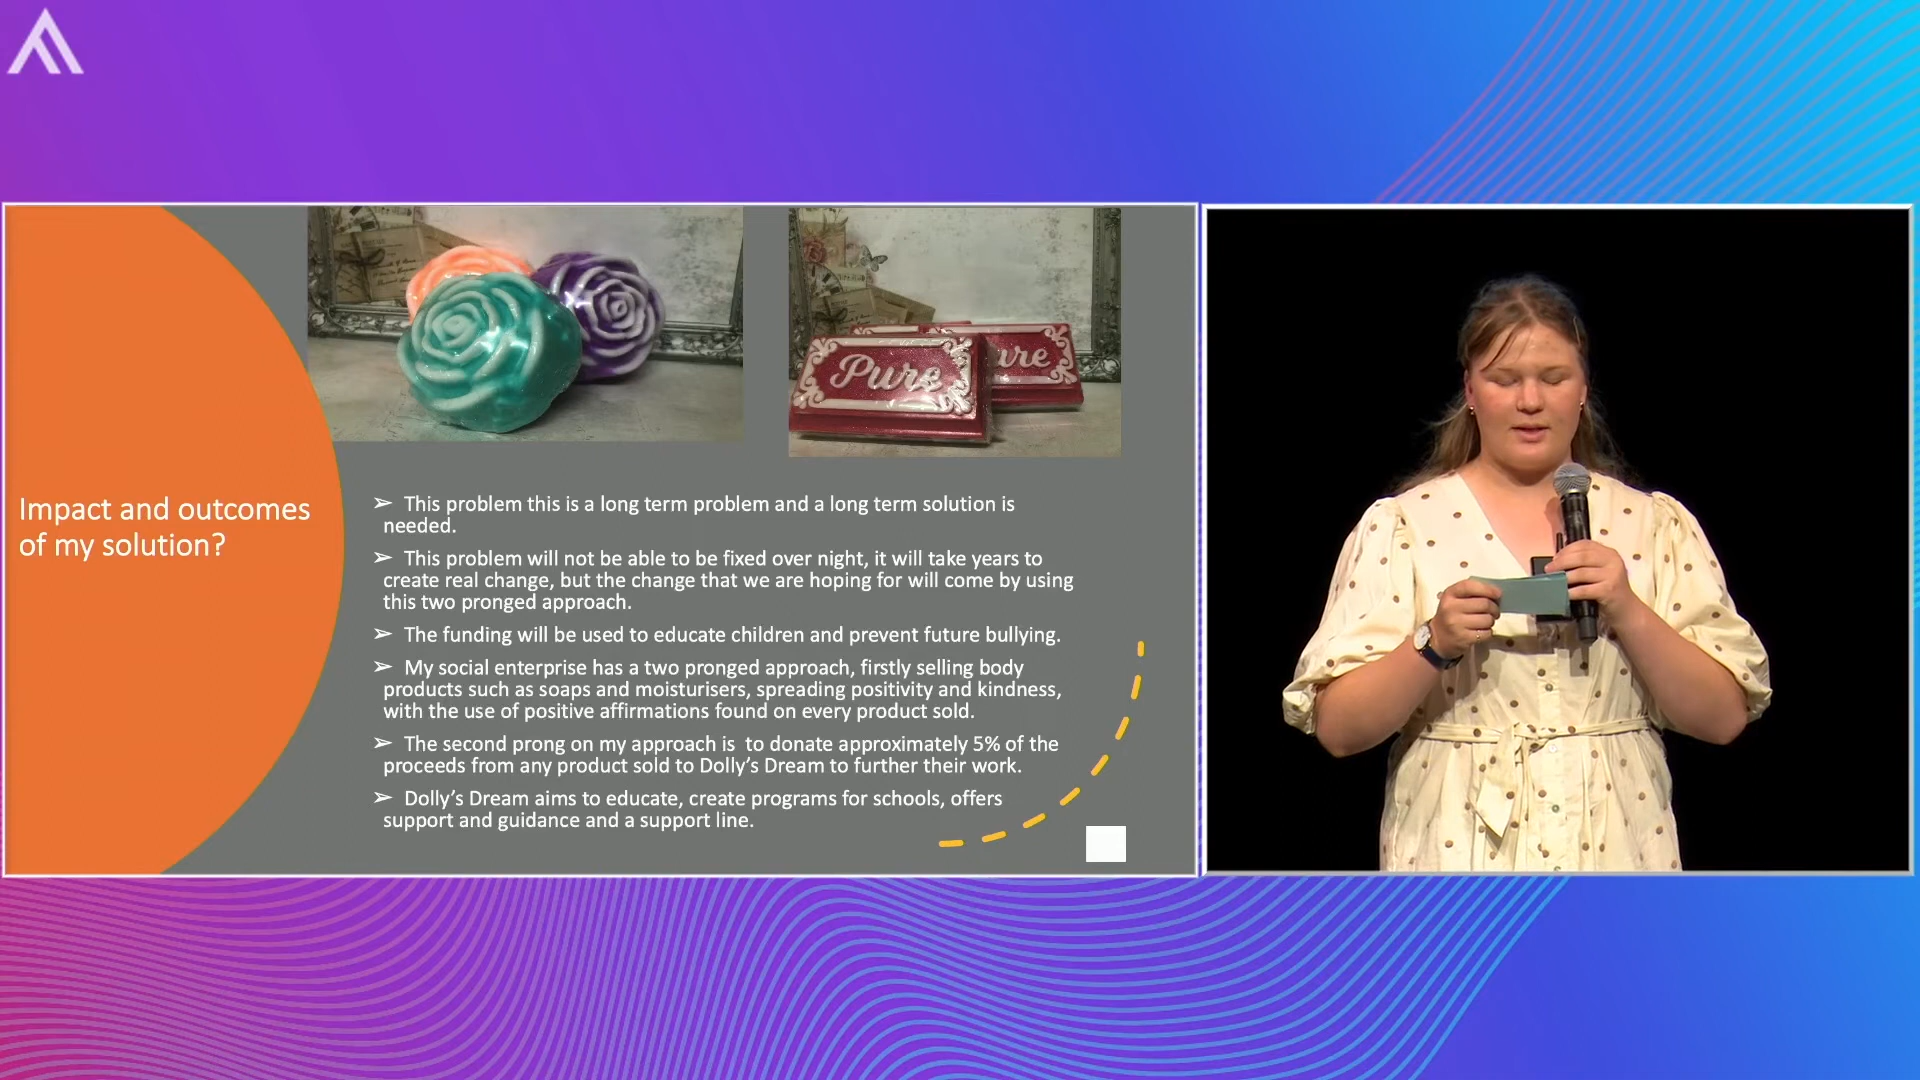 Pure
ure
Impact and outcomes
of my solution?
➢ This problem this is a long term problem and a long term solution is
needed.
➢ This problem will not be able to be fixed over night, it will take years to
create real change, but the change that we are hoping for will come by using
this two pronged approach.
➢ The funding will be used to educate children and prevent future bullying.
➢ My social enterprise has a two pronged approach, firstly selling body
products such as soaps and moisturisers, spreading positivity and kindness,
with the use of positive affirmations found on every product sold.
➢ The second prong on my approach is  to donate approximately 5% of the
proceeds from any product sold to Dolly’s Dream to further their work.
➢ Dolly’s Dream aims to educate, create programs for schools, offers
support and guidance and a support line.